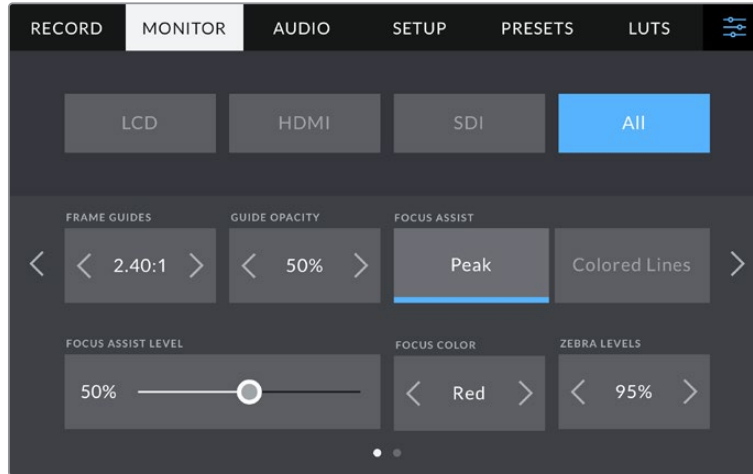 RECORD MONITOR AUDIO SETUP PRESETS LUTS
LCD HDMI SDI All
FRAME GUIDES GUIDE OPACITY FOCUS ASSIST
2.40:1 50% Peak Colored Lines
FOCUS ASSIST LEVEL FOCUS COLOR ZEBRA LEVELS
50% Red 95%